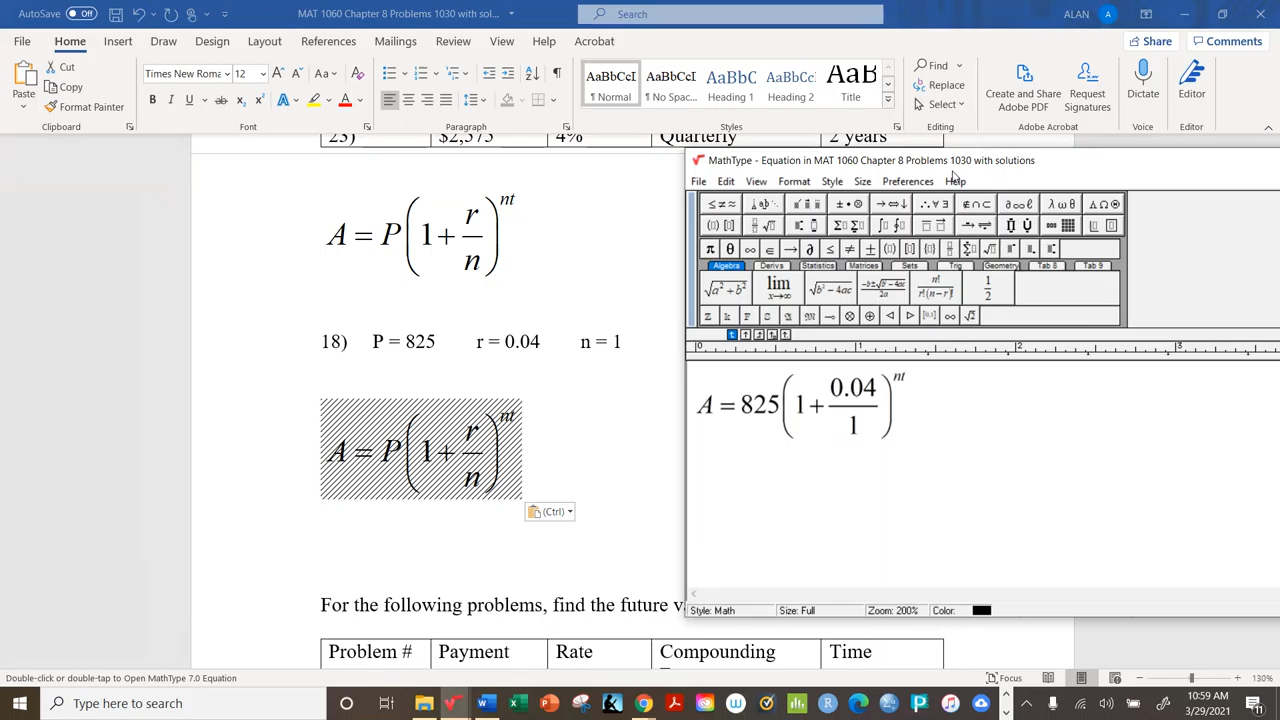 AutoSave Off MAT 1060 Chapter 8 Problems 1030 with sol... Search ALAN A
File Home Insert Draw Design Layout References Mailings Review View Help Acrobat Share Comments
Paste Cut Copy Format Painter
Times New Roma 12
AaBbCcI AaBbCcI AaBbC AaBbCcI AaB
¶ Normal ¶ No Spac... Heading 1 Heading 2 Title
Find Replace Select
Create and Share Adobe PDF Request Signatures Dictate Editor
Clipboard Font Paragraph Styles Editing Adobe Acrobat Voice Editor
23) $2,575 4% Quarterly 2 years
A = P(1 + r/n)^nt
18) P = 825 r = 0.04 n = 1
A = P(1 + r/n)^nt
(Ctrl)
For the following problems, find the future va
Problem # Payment Rate Compounding Time
MathType - Equation in MAT 1060 Chapter 8 Problems 1030 with solutions
File Edit View Format Style Size Preferences Help
Algebra Derivs Statistics Matrices Sets Trig Geometry Tab 8 Tab 9
0 1 2 3
A = 825(1 + 0.04/1)^nt
Style: Math Size: Full Zoom: 200% Color:
Double-click or double-tap to Open MathType 7.0 Equation Focus 130%
Type here to search
10:59 AM
3/29/2021